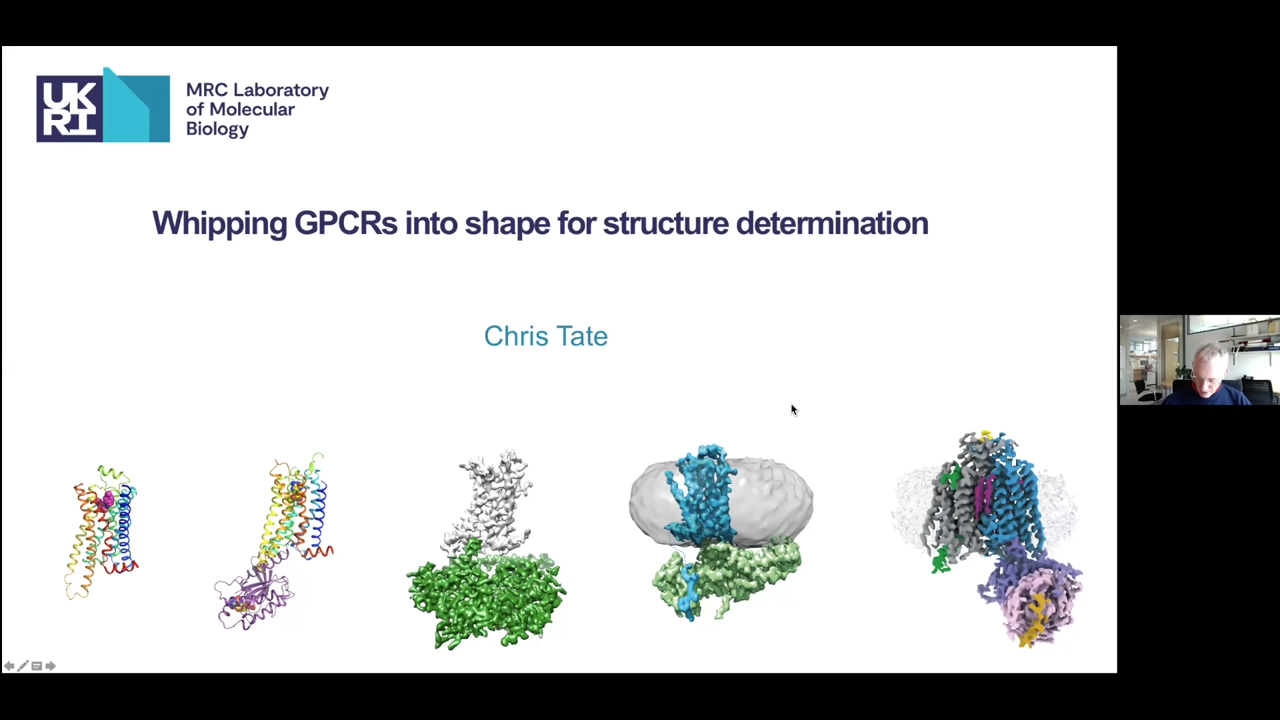 UK
RI
MRC Laboratory
of Molecular
Biology
Whipping GPCRs into shape for structure determination
Chris Tate